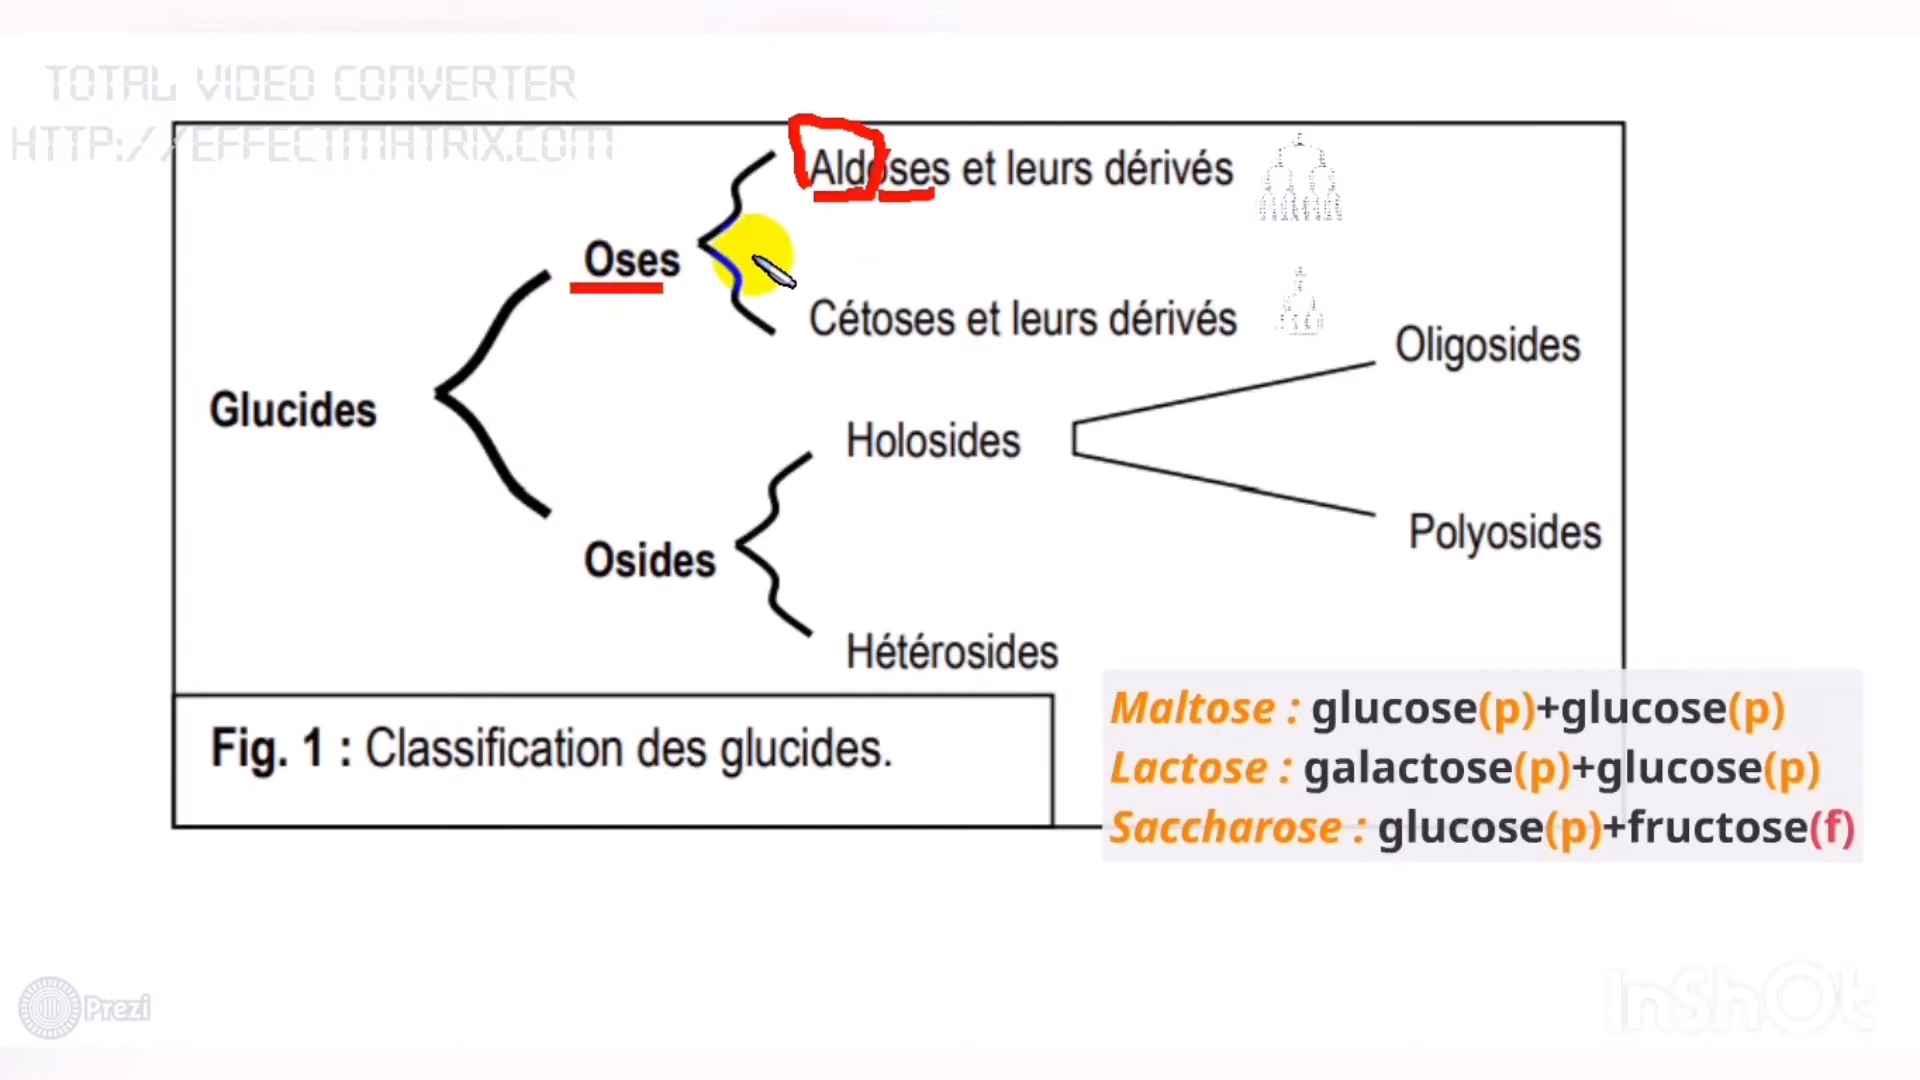 TOTAL VIDEO CONVERTER
HTTP://EFFECTMATRIX.COM
Aldoses et leurs dérivés
Oses
Cétoses et leurs dérivés
Oligosides
Glucides
Holosides
Polyosides
Osides
Hétérosides
Maltose : glucose(p)+glucose(p)
Fig. 1 : Classification des glucides.
Lactose : galactose(p)+glucose(p)
Saccharose : glucose(p)+fructose(f)
Prezi
InShOt